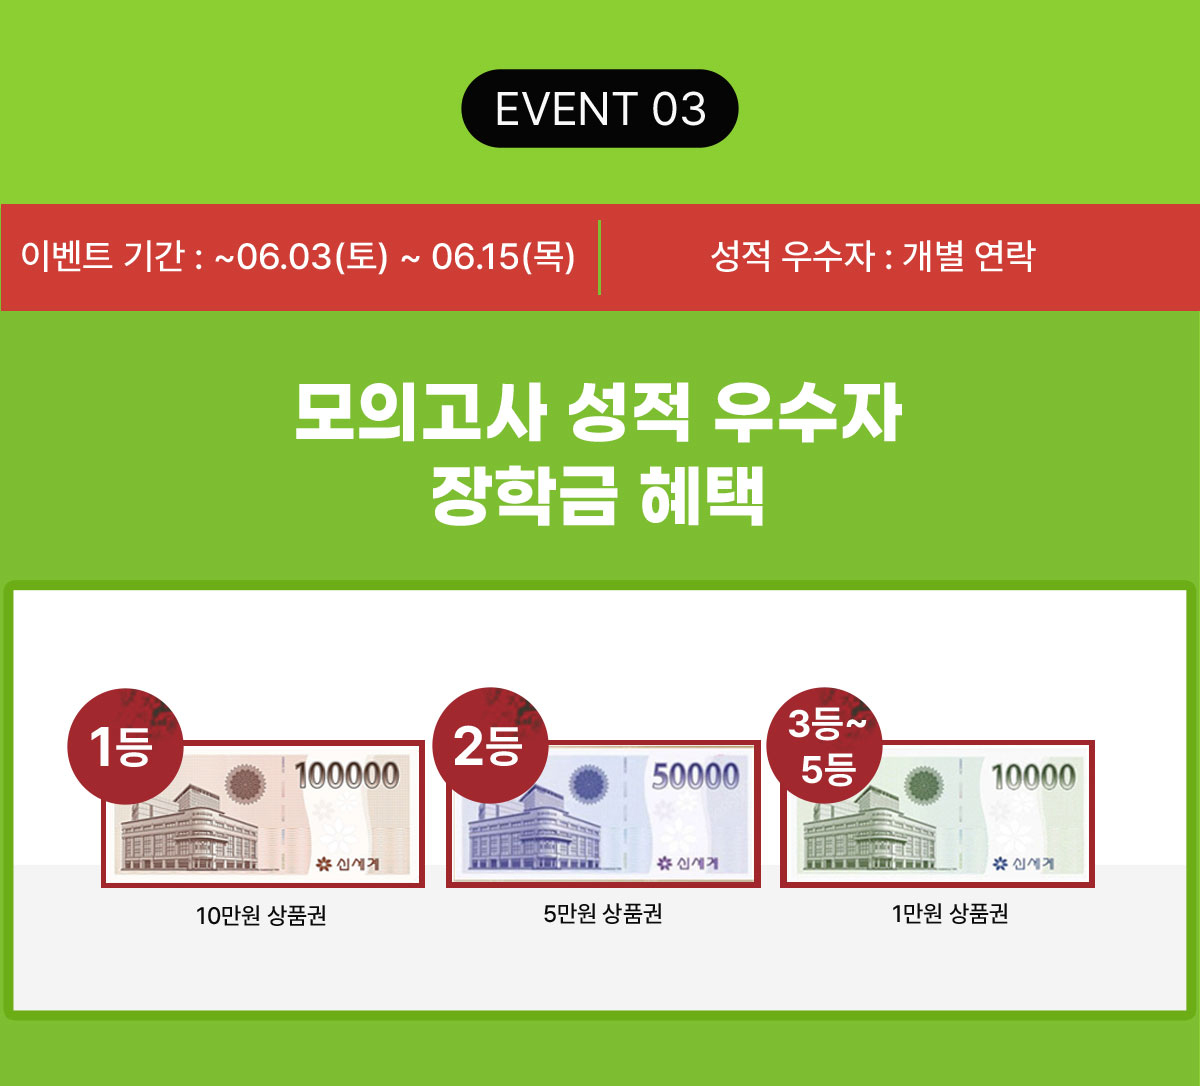 EVENT 03
이벤트 기간 : ~06.03(토) ~ 06.15(목)
성적 우수자 : 개별 연락
모의고사 성적 우수자
장학금 혜택
1등
100000
신세계
10만원 상품권
2등
50000
신세계
5만원 상품권
3등~
5등
10000
신세계
1만원 상품권